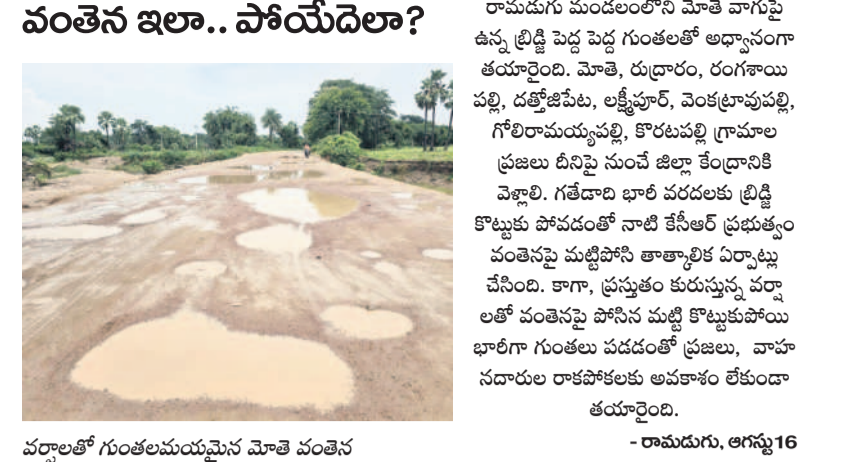 వంతెన ఇలా.. పోయేదెలా?
రామడుగు మండలంలోని మోతె వాగుపై
ఉన్న బ్రిడ్జి పెద్ద పెద్ద గుంతలతో అధ్వానంగా
తయారైంది. మోతె, రుద్రారం, రంగశాయి
పల్లి, దత్తోజిపేట, లక్ష్మీపూర్, వెంకట్రావుపల్లి,
గోలిరామయ్యపల్లి, కొరటపల్లి గ్రామాల
ప్రజలు దీనిపై నుంచే జిల్లా కేంద్రానికి
వెళ్లాలి. గతేడాది భారీ వరదలకు బ్రిడ్జి
కొట్టుకు పోవడంతో నాటి కేసీఆర్ ప్రభుత్వం
వంతెనపై మట్టిపోసి తాత్కాలిక ఏర్పాట్లు
చేసింది. కాగా, ప్రస్తుతం కురుస్తున్న వర్షా
లతో వంతెనపై పోసిన మట్టి కొట్టుకుపోయి
భారీగా గుంతలు పడడంతో ప్రజలు, వాహ
నదారుల రాకపోకలకు అవకాశం లేకుండా
తయారైంది.
- రామడుగు, ఆగస్టు16
వర్షాలతో గుంతలమయమైన మోతె వంతెన